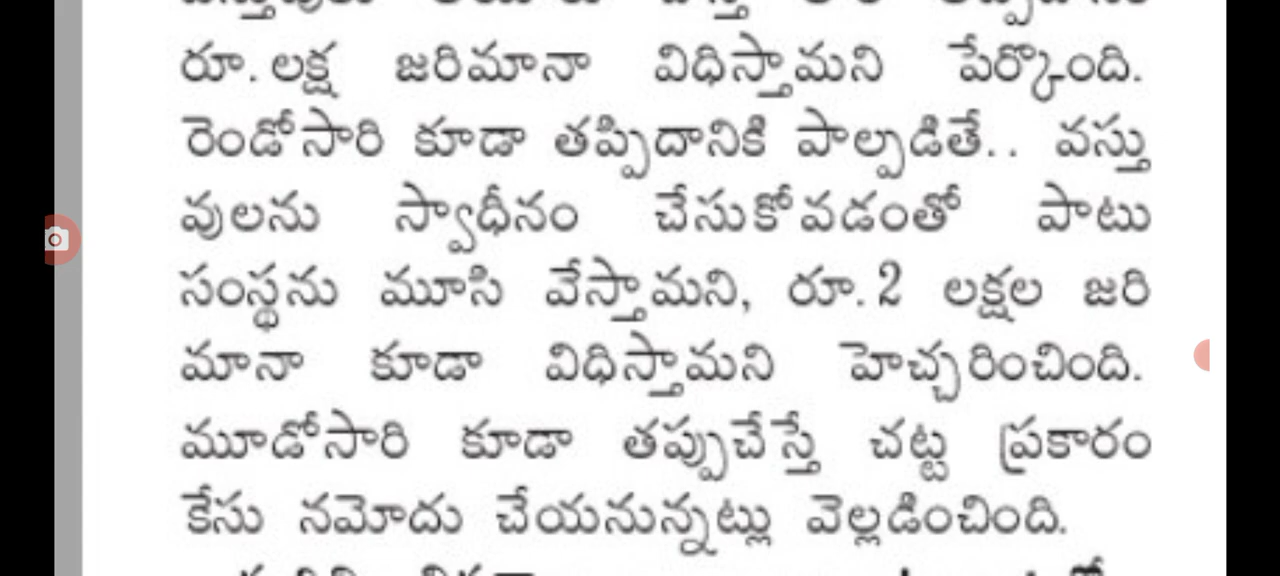 రూ. లక్ష జరిమానా విధిస్తామని పేర్కొంది.
రెండోసారి కూడా తప్పిదానికి పాల్పడితే.. వస్తు
వులను స్వాధీనం చేసుకోవడంతో పాటు
సంస్థను మూసి వేస్తామని, రూ.2 లక్షల జరి
మానా కూడా విధిస్తామని హెచ్చరించింది.
మూడోసారి కూడా తప్పుచేస్తే చట్ట ప్రకారం
కేసు నమోదు చేయనున్నట్లు వెల్లడించింది.